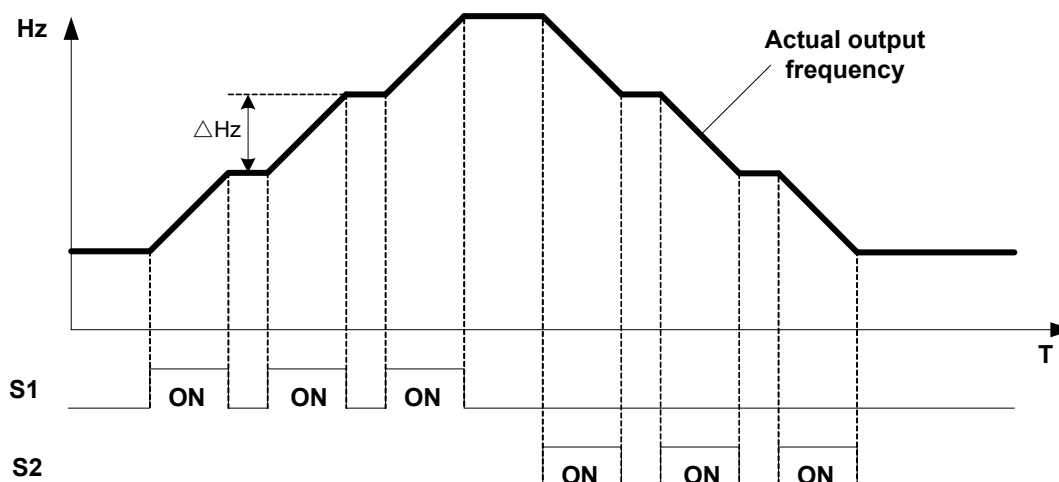 Hz
Actual output
frequency
△Hz
T
S1
ON ON ON
S2
ON ON ON